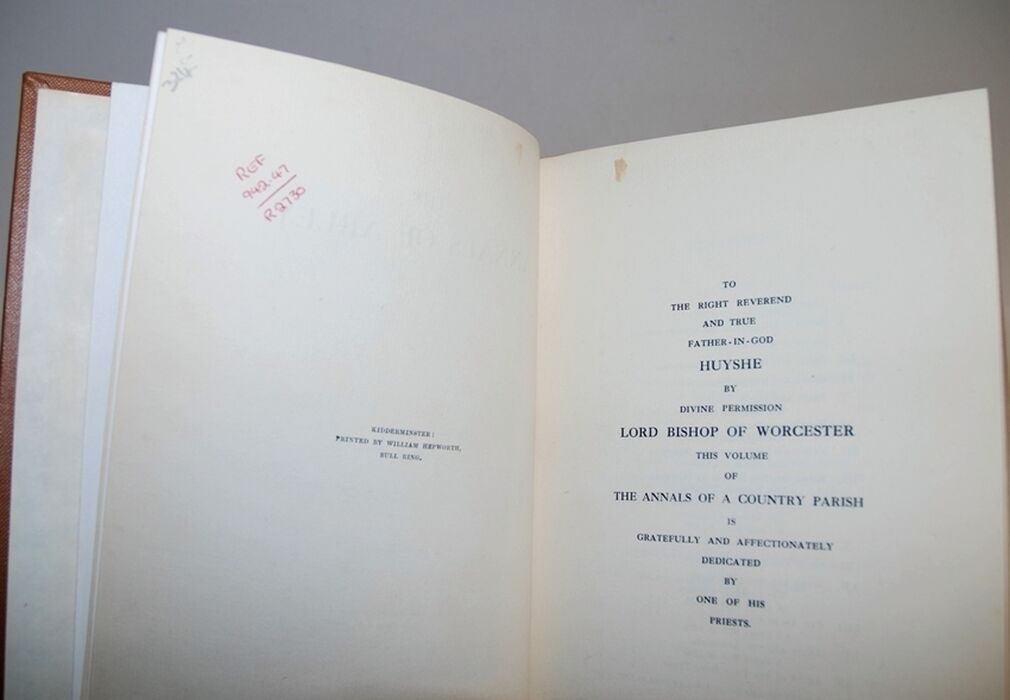 324
REF
942.47
R2730
KIDDERMINSTER:
PRINTED BY WILLIAM HEPWORTH,
BULL RING.
TO
THE RIGHT REVEREND
AND TRUE
FATHER-IN-GOD
HUYSHE
BY
DIVINE PERMISSION
LORD BISHOP OF WORCESTER
THIS VOLUME
OF
THE ANNALS OF A COUNTRY PARISH
IS
GRATEFULLY AND AFFECTIONATELY
DEDICATED
BY
ONE OF HIS
PRIESTS.